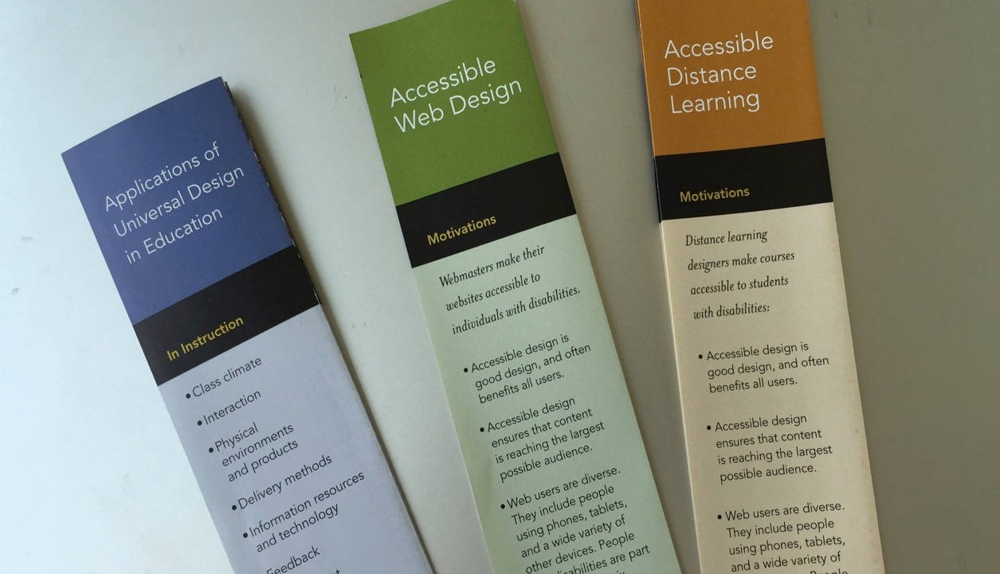 Applications of
Universal Design
in Education
In Instruction
• Class climate
• Interaction
• Physical
environments
and products
• Delivery methods
• Information resources
and technology
Feedback
Accessible
Web Design
Motivations
Webmasters make their
websites accessible to
individuals with disabilities.
• Accessible design is
good design, and often
benefits all users.
• Accessible design
ensures that content
is reaching the largest
possible audience.
• Web users are diverse.
They include people
using phones, tablets,
and a wide variety of
other devices. People
disabilities are part
Accessible
Distance
Learning
Motivations
Distance learning
designers make courses
accessible to students
with disabilities:
• Accessible design is
good design, and often
benefits all users.
• Accessible design
ensures that content
is reaching the largest
possible audience.
• Web users are diverse.
They include people
using phones, tablets,
and a wide variety of
People